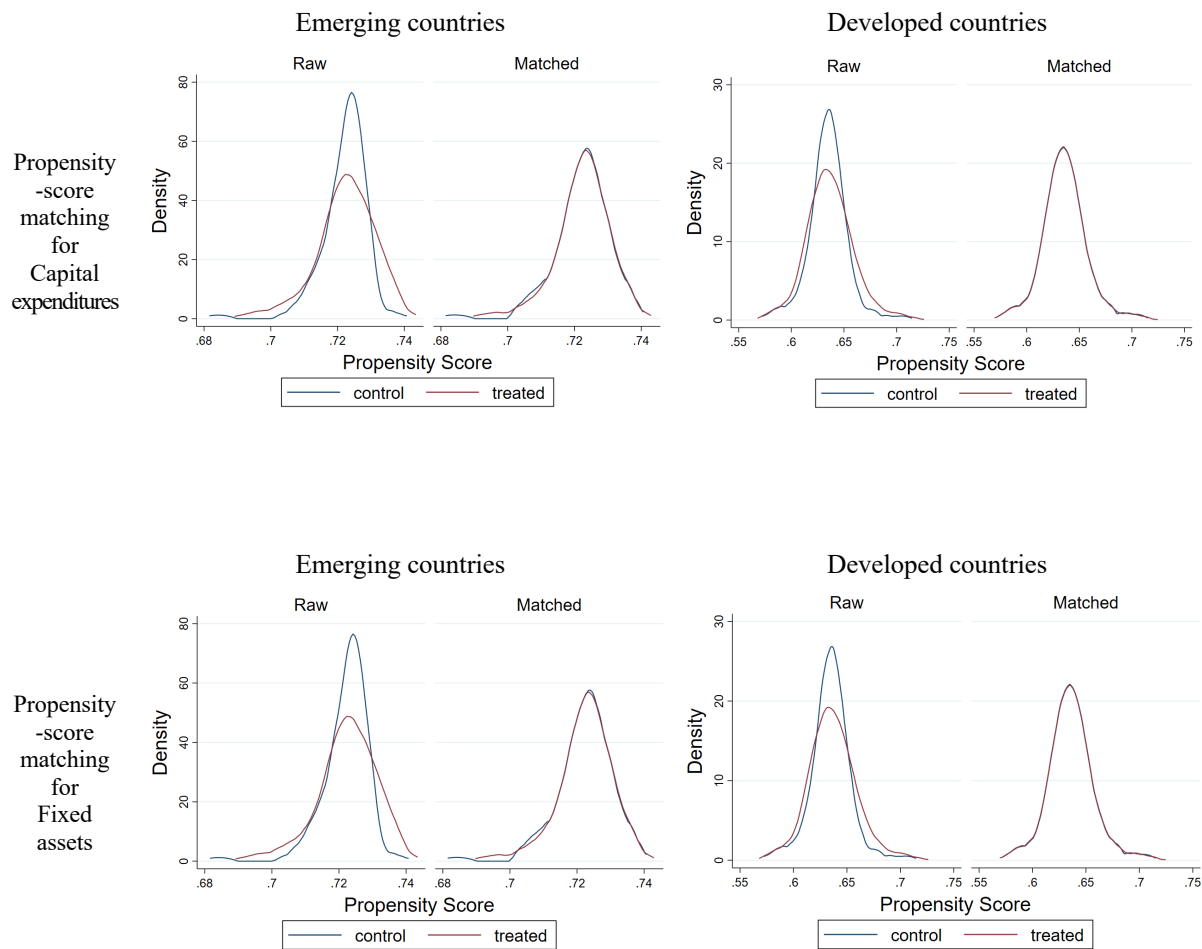 Emerging countries
Developed countries
Raw
Matched
Raw
Matched
Propensity
-score
matching
for
Capital
expenditures
Density
0
20
40
60
80
.68
.7
.72
.74
.68
.7
.72
.74
Propensity Score
control
treated
Density
0
10
20
30
.55
.6
.65
.7
.75
.55
.6
.65
.7
.75
Propensity Score
control
treated
Emerging countries
Developed countries
Raw
Matched
Raw
Matched
Propensity
-score
matching
for
Fixed
assets
Density
0
20
40
60
80
.68
.7
.72
.74
.68
.7
.72
.74
Propensity Score
control
treated
Density
0
10
20
30
.55
.6
.65
.7
.75
.55
.6
.65
.7
.75
Propensity Score
control
treated